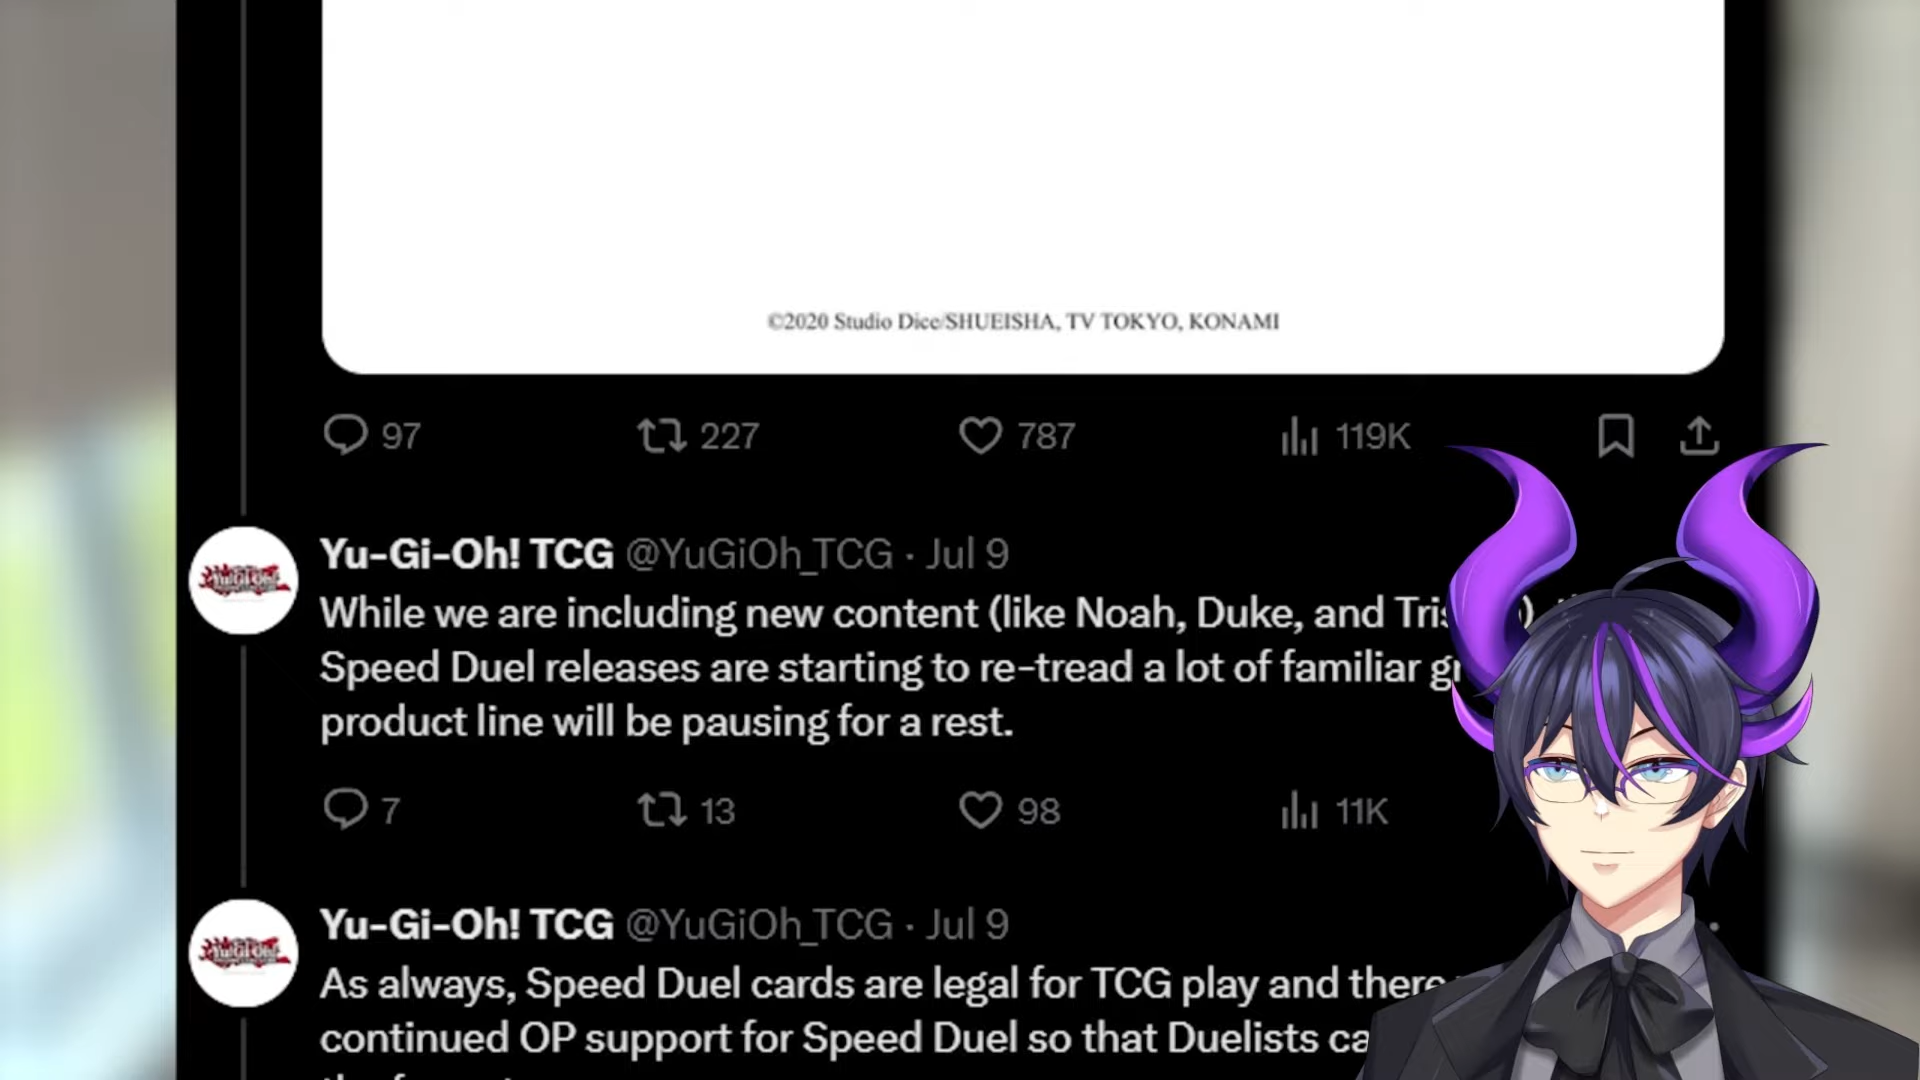 ©2020 Studio Dice/SHUEISHA, TV TOKYO, KONAMI
97 227 787 119K
Yu-Gi-Oh! TCG @YuGiOh_TCG · Jul 9
While we are including new content (like Noah, Duke, and
Speed Duel releases are starting to re-tread a lot of familiar
product line will be pausing for a rest.
7 13 98 11K
Yu-Gi-Oh! TCG @YuGiOh_TCG · Jul 9
As always, Speed Duel cards are legal for TCG play and there
continued OP support for Speed Duel so that Duelists